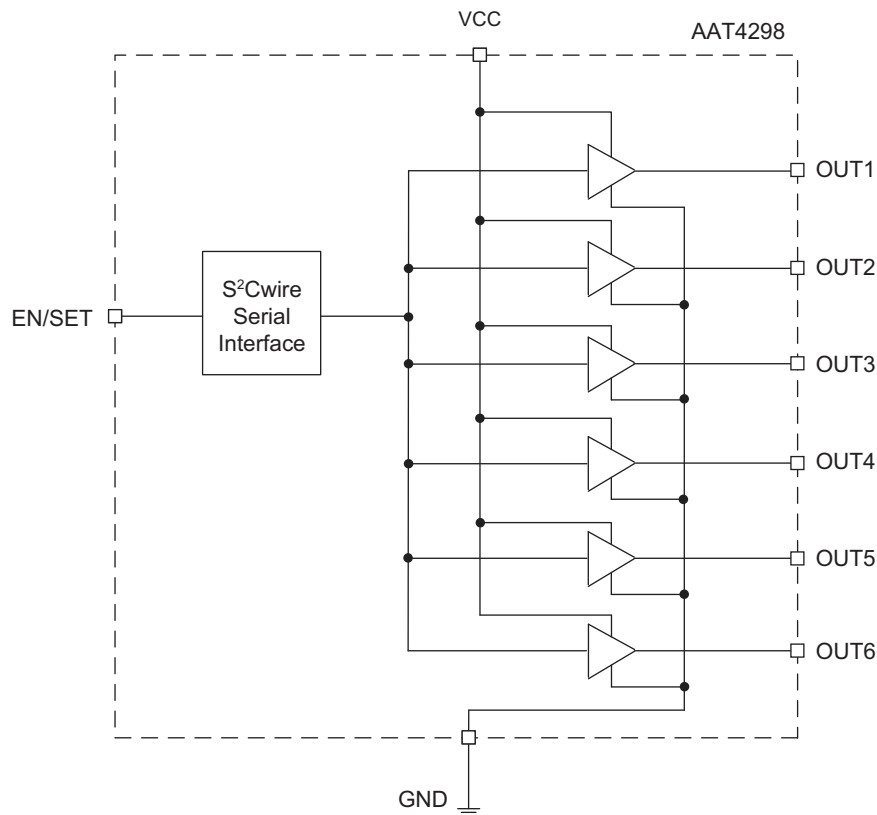 VCC
AAT4298
OUT1
OUT2
S²Cwire
Serial
Interface
EN/SET
OUT3
OUT4
OUT5
OUT6
GND